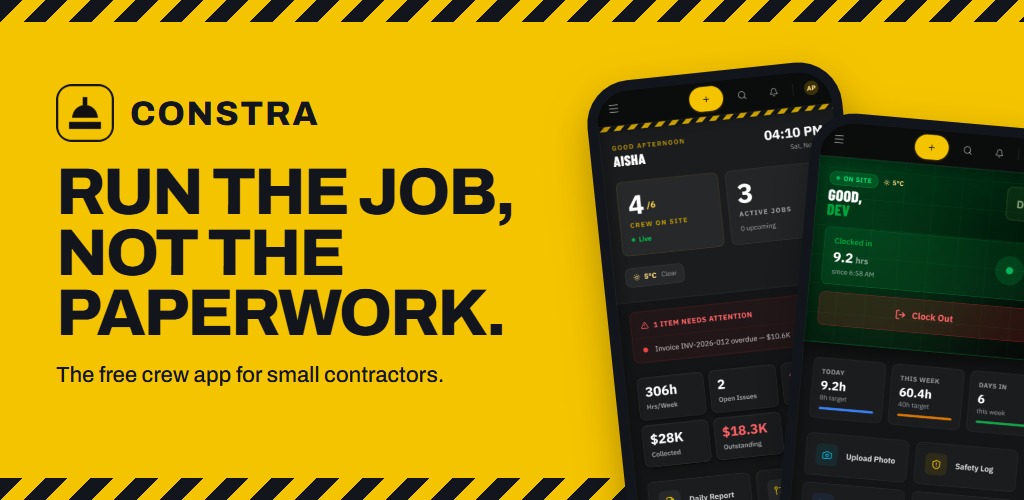 CONSTRA
RUN THE JOB,
NOT THE
PAPERWORK.
The free crew app for small contractors.
+
AP
GOOD AFTERNOON
AISHA
04:10 PM
4 /6
CREW ON SITE
Live
3
ACTIVE JOBS
0 upcoming
5°C Clear
1 ITEM NEEDS ATTENTION
Invoice INV-2026-012 overdue — $10.6K
306h
Hrs/Week
2
Open Issues
$28K
Collected
$18.3K
Outstanding
Daily Report
+
ON SITE
5°C
GOOD,
DEV
Clocked in
9.2 hrs
since 6:58 AM
Clock Out
TODAY
9.2h
8h target
THIS WEEK
60.4h
40h target
DAYS IN
6
this week
Upload Photo
Safety Log